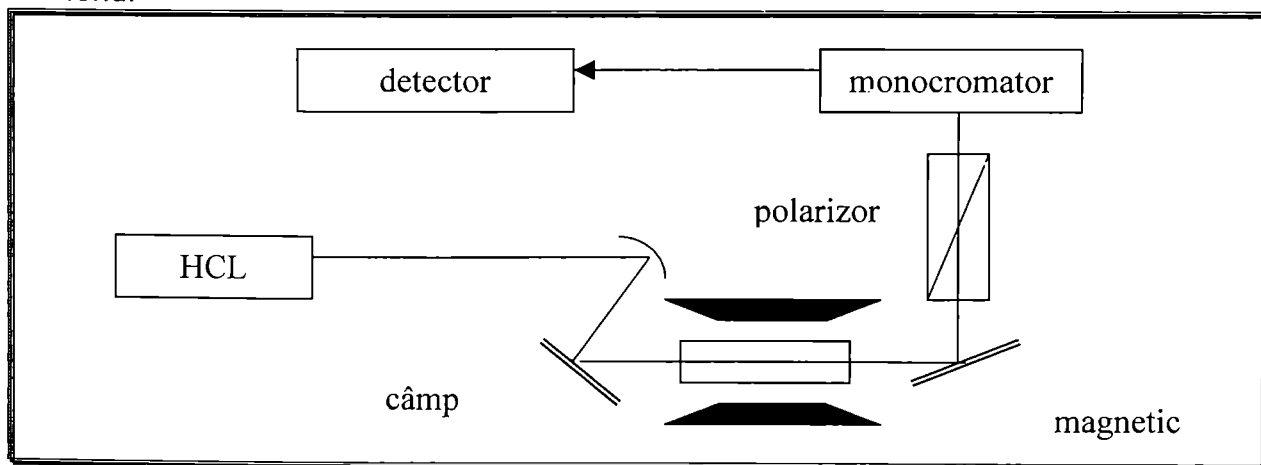 detector
monocromator
polarizor
HCL
câmp
magnetic